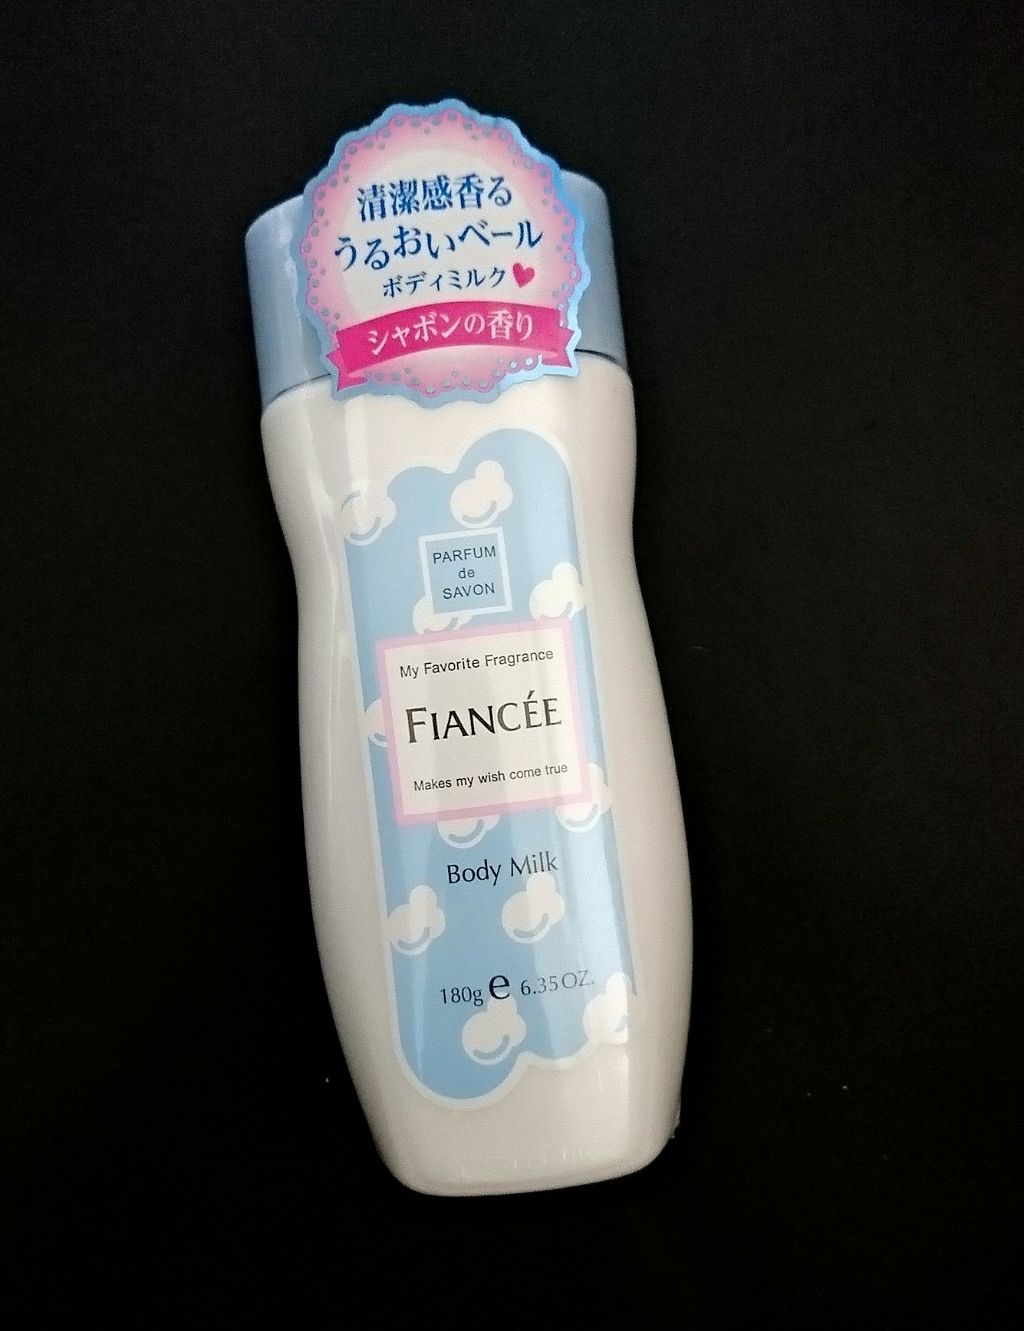 清潔感香る
うるおいベール
ボディミルク
シャボンの香り
PARFUM
de
SAVON
My Favorite Fragrance
FIANCÉE
Makes my wish come true
Body Milk
180g e 6.35 OZ.